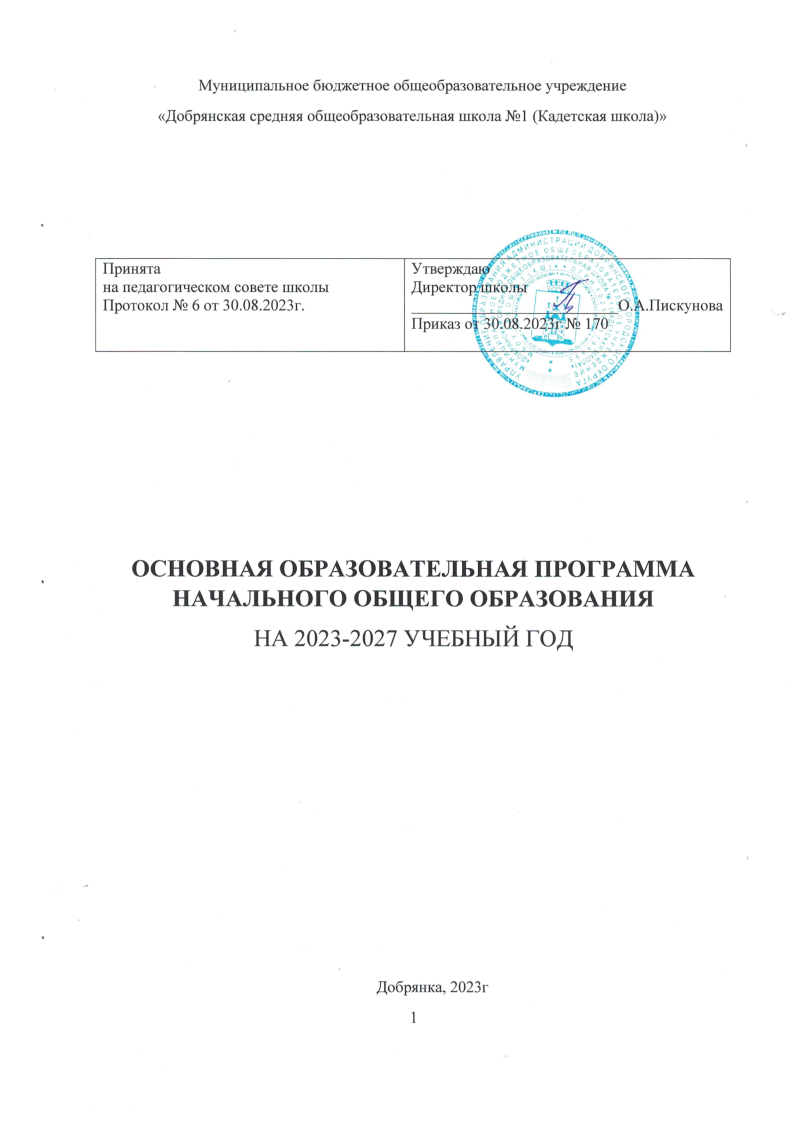 Муниципальное бюджетное общеобразовательное учреждение
«Добрянская средняя общеобразовательная школа №1 (Кадетская школа)»
Принята
на педагогическом совете школы
Протокол № 6 от 30.08.2023г.
Утверждаю
Директор школы
О.А.Пискунова
Приказ от 30.08.2023г № 170
ОСНОВНАЯ ОБРАЗОВАТЕЛЬНАЯ ПРОГРАММА
НАЧАЛЬНОГО ОБЩЕГО ОБРАЗОВАНИЯ
НА 2023-2027 УЧЕБНЫЙ ГОД
Добрянка, 2023г
1